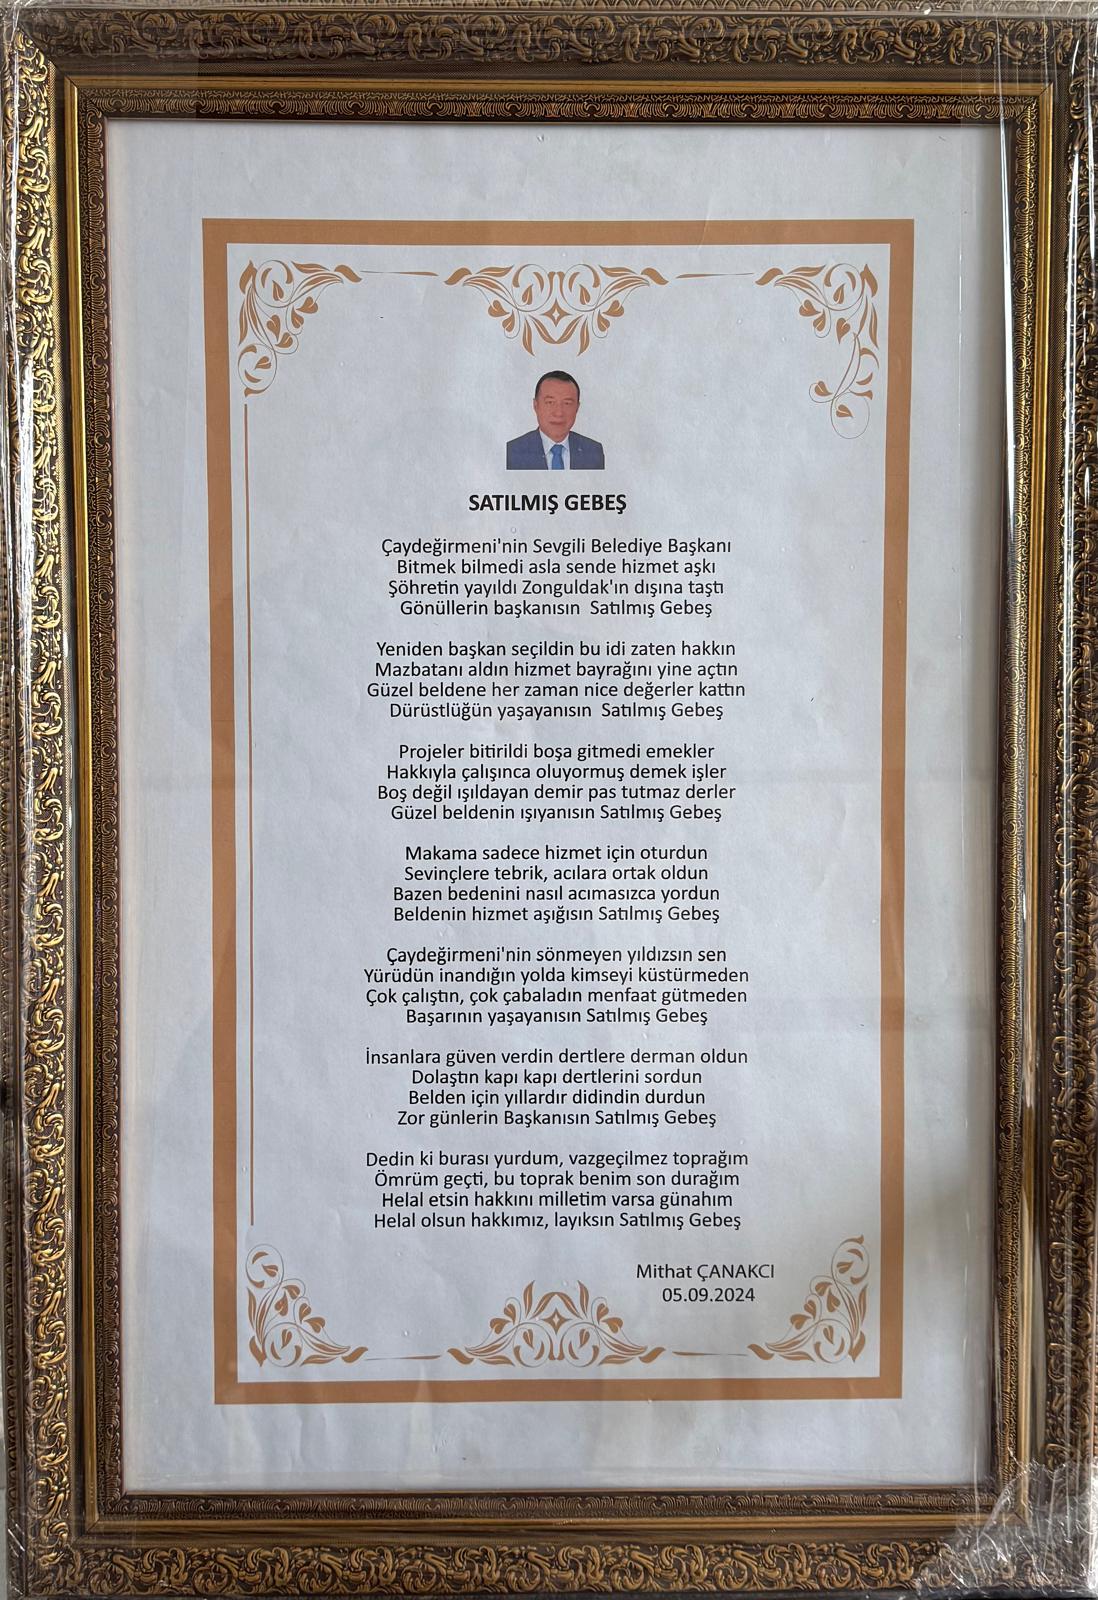 SATILMIŞ GEBEŞ
Çaydeğirmeni'nin Sevgili Belediye Başkanı
Bitmek bilmedi asla sende hizmet aşkı
Şöhretin yayıldı Zonguldak'ın dışına taştı
Gönüllerin başkanısın Satılmış Gebeş
Yeniden başkan seçildin bu idi zaten hakkın
Mazbatanı aldın hizmet bayrağını yine açtın
Güzel beldene her zaman nice değerler kattın
Dürüstlüğün yaşayanısın Satılmış Gebeş
Projeler bitirildi boşa gitmedi emekler
Hakkıyla çalışınca oluyormuş demek işler
Boş değil ışıldayan demir pas tutmaz derler
Güzel beldenin ışıyanısın Satılmış Gebeş
Makama sadece hizmet için oturdun
Sevinçlere tebrik, acılara ortak oldun
Bazen bedenini nasıl acımasızca yordun
Beldenin hizmet aşığısın Satılmış Gebeş
Çaydeğirmeni'nin sönmeyen yıldızsın sen
Yürüdün inandığın yolda kimseyi küstürmeden
Çok çalıştın, çok çabaladın menfaat gütmeden
Başarının yaşayanısın Satılmış Gebeş
İnsanlara güven verdin dertlere derman oldun
Dolaştın kapı kapı dertlerini sordun
Belden için yıllardır didindin durdun
Zor günlerin Başkanısın Satılmış Gebeş
Dedin ki burası yurdum, vazgeçilmez toprağım
Ömrüm geçti, bu toprak benim son durağım
Helal etsin hakkını milletim varsa günahım
Helal olsun hakkımız, layıksın Satılmış Gebeş
Mithat ÇANAKCI
05.09.2024